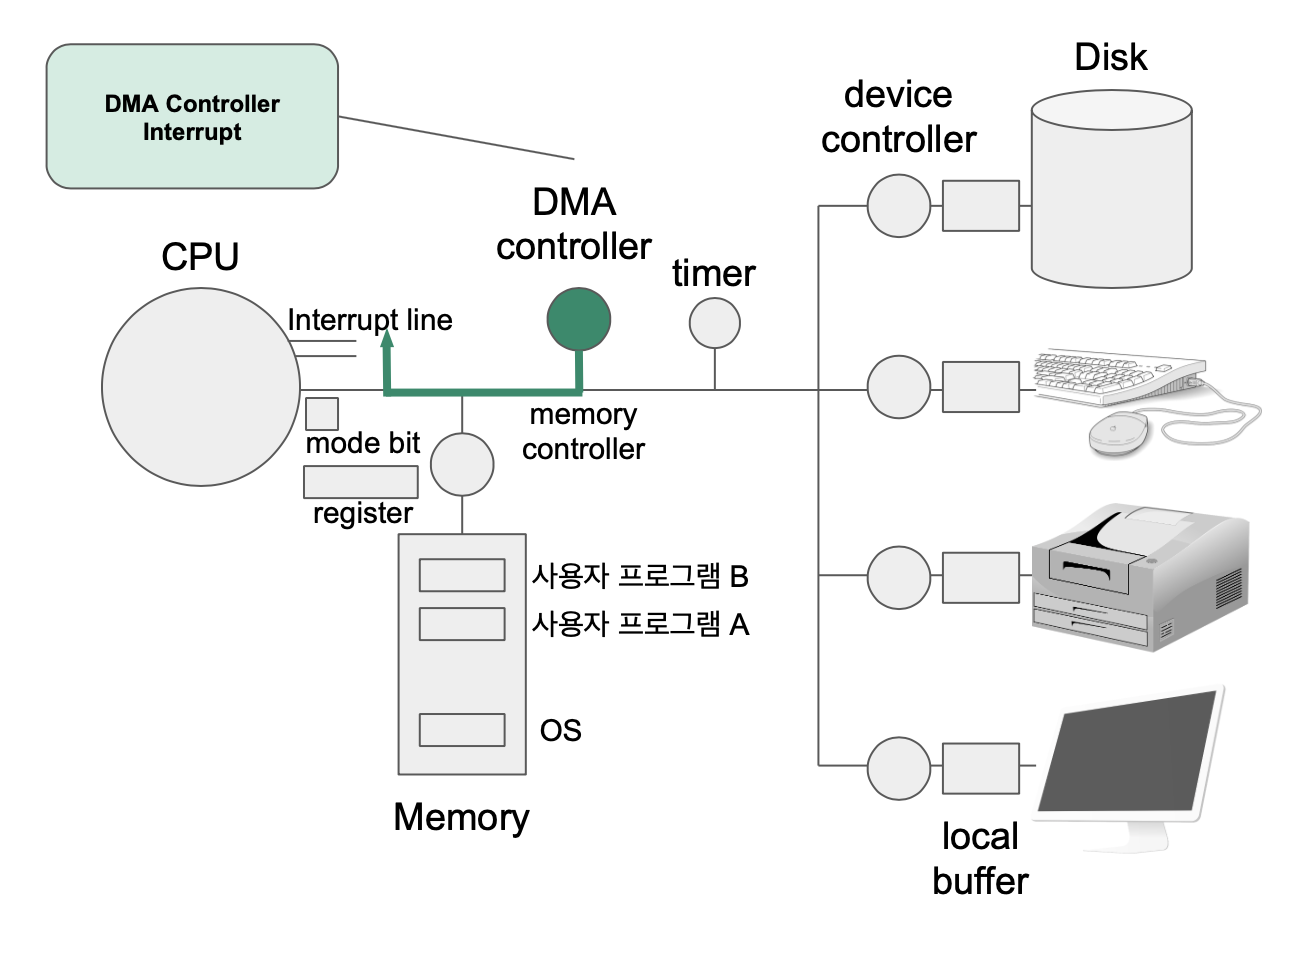 DMA Controller
Interrupt
Disk
device
controller
DMA
controller
CPU
timer
Interrupt line
memory
controller
mode bit
register
사용자 프로그램 B
사용자 프로그램 A
OS
Memory
local
buffer